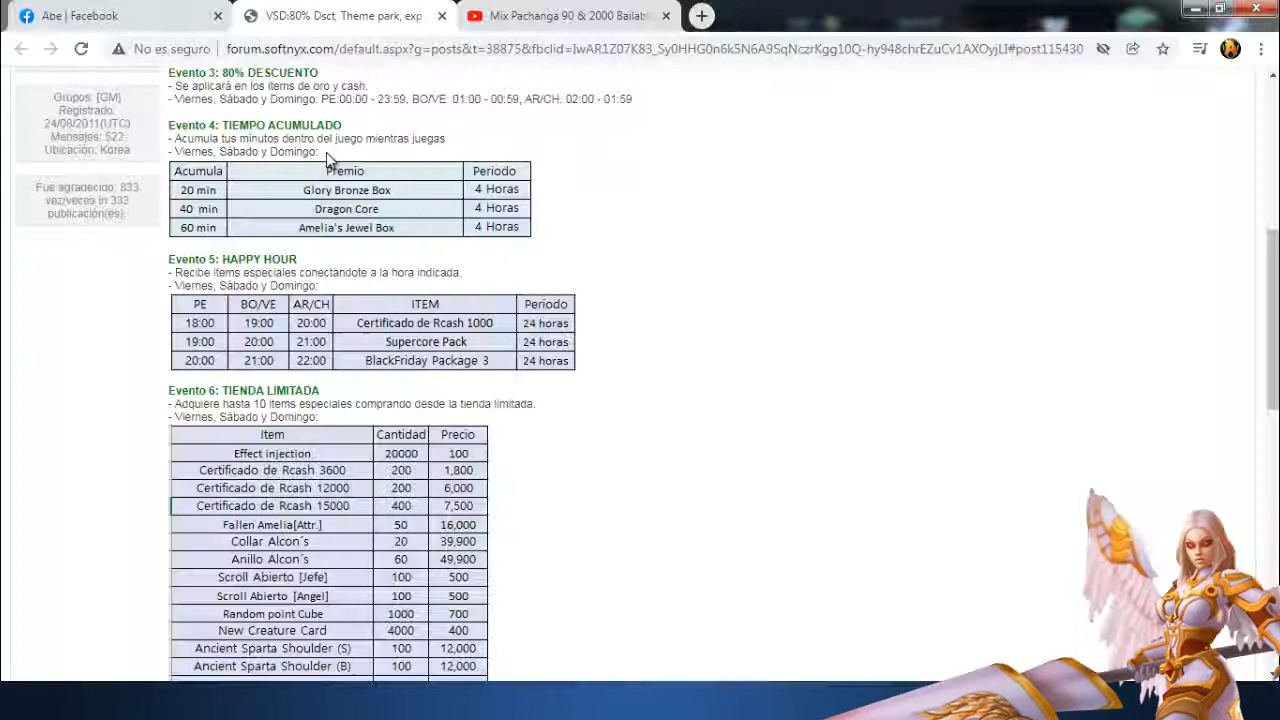 Abe | Facebook
VSD:80% Dsct, Theme park, exp
Mix Pachanga 90 & 2000 Bailabl
No es seguro
forum.softnyx.com/default.aspx?g=posts&t=38875&fbclid=IwAR1Z07K83_Sy0HHG0n6k5N6A9SqNczrKgg10Q-hy948chrEZuCv1AXOyjLI#post115430
Grupos: [GM]
Registrado:
24/08/2011(UTC)
Mensajes: 522
Ubicación: Korea
Fue agradecido: 833
vez/veces in 333
publicación(es)
Evento 3: 80% DESCUENTO
- Se aplicará en los items de oro y cash.
- Viernes, Sábado y Domingo: PE:00:00 - 23:59, BO/VE 01:00 - 00:59, AR/CH. 02:00 - 01:59
Evento 4: TIEMPO ACUMULADO
- Acumula tus minutos dentro del juego mientras juegas
- Viernes, Sábado y Domingo:
Acumula Premio Periodo
20 min Glory Bronze Box 4 Horas
40 min Dragon Core 4 Horas
60 min Amelia's Jewel Box 4 Horas
Evento 5: HAPPY HOUR
- Recibe items especiales conectándote a la hora indicada.
- Viernes, Sábado y Domingo:
PE BO/VE AR/CH ITEM Periodo
18:00 19:00 20:00 Certificado de Rcash 1000 24 horas
19:00 20:00 21:00 Supercore Pack 24 horas
20:00 21:00 22:00 BlackFriday Package 3 24 horas
Evento 6: TIENDA LIMITADA
- Adquiere hasta 10 items especiales comprando desde la tienda limitada.
- Viernes, Sábado y Domingo:
Item Cantidad Precio
Effect injection 20000 100
Certificado de Rcash 3600 200 1,800
Certificado de Rcash 12000 200 6,000
Certificado de Rcash 15000 400 7,500
Fallen Amelia[Attr.] 50 16,000
Collar Alcon´s 20 39,900
Anillo Alcon´s 60 49,900
Scroll Abierto [Jefe] 100 500
Scroll Abierto [Angel] 100 500
Random point Cube 1000 700
New Creature Card 4000 400
Ancient Sparta Shoulder (S) 100 12,000
Ancient Sparta Shoulder (B) 100 12,000